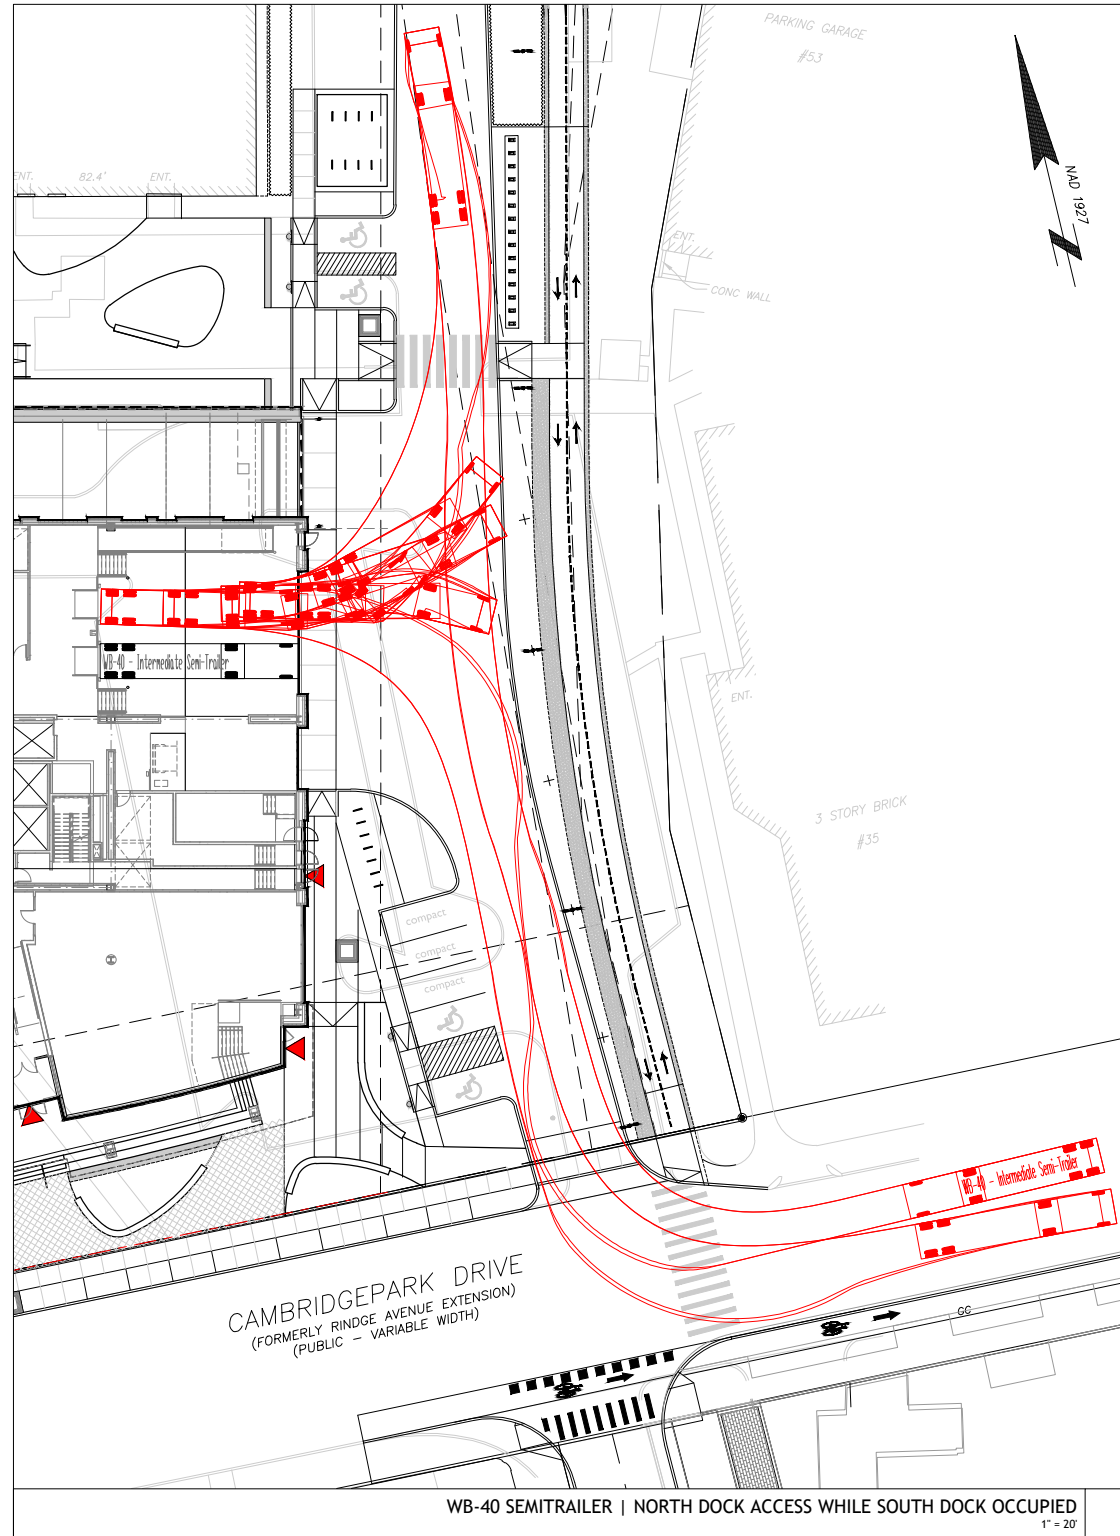 PARKING GARAGE
#53
NAD 1927
ENT.
82.4'
ENT.
ENT.
CONC WALL
WB-40 - Intermediate Semi-Trailer
ENT.
3 STORY BRICK
#35
compact
compact
compact
WB-40 - Intermediate Semi-Trailer
CAMBRIDGEPARK DRIVE
(FORMERLY RINDGE AVENUE EXTENSION)
(PUBLIC - VARIABLE WIDTH)
GC
WB-40 SEMITRAILER | NORTH DOCK ACCESS WHILE SOUTH DOCK OCCUPIED
1" = 20'